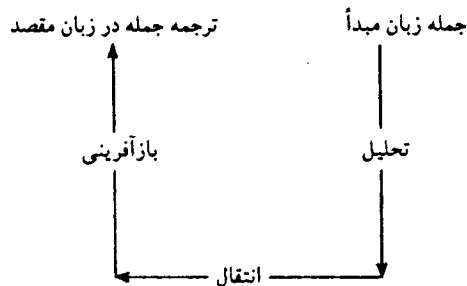 جمله زبان مبدأ
ترجمه جمله در زبان مقصد
تحلیل
بازآفرینی
انتقال